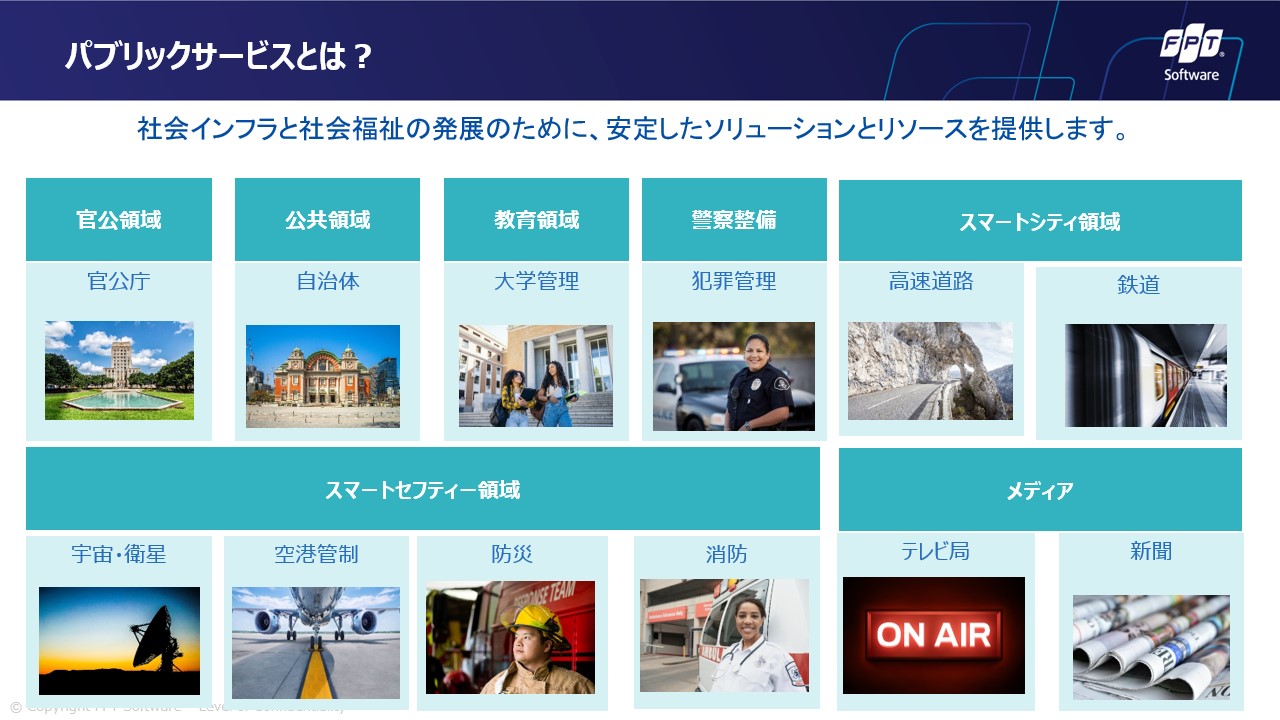 パブリックサービスとは？
FPT
Software
社会インフラと社会福祉の発展のために、安定したソリューションとリソースを提供します。
官公領域
公共領域
教育領域
警察整備
スマートシティ領域
官公庁
自治体
大学管理
犯罪管理
高速道路
鉄道
スマートセフティー領域
メディア
宇宙・衛星
空港管制
防災
消防
テレビ局
新聞
RESPONSE TEAM
ON AIR
© Copyright FPT Software – Level of Confidentiality